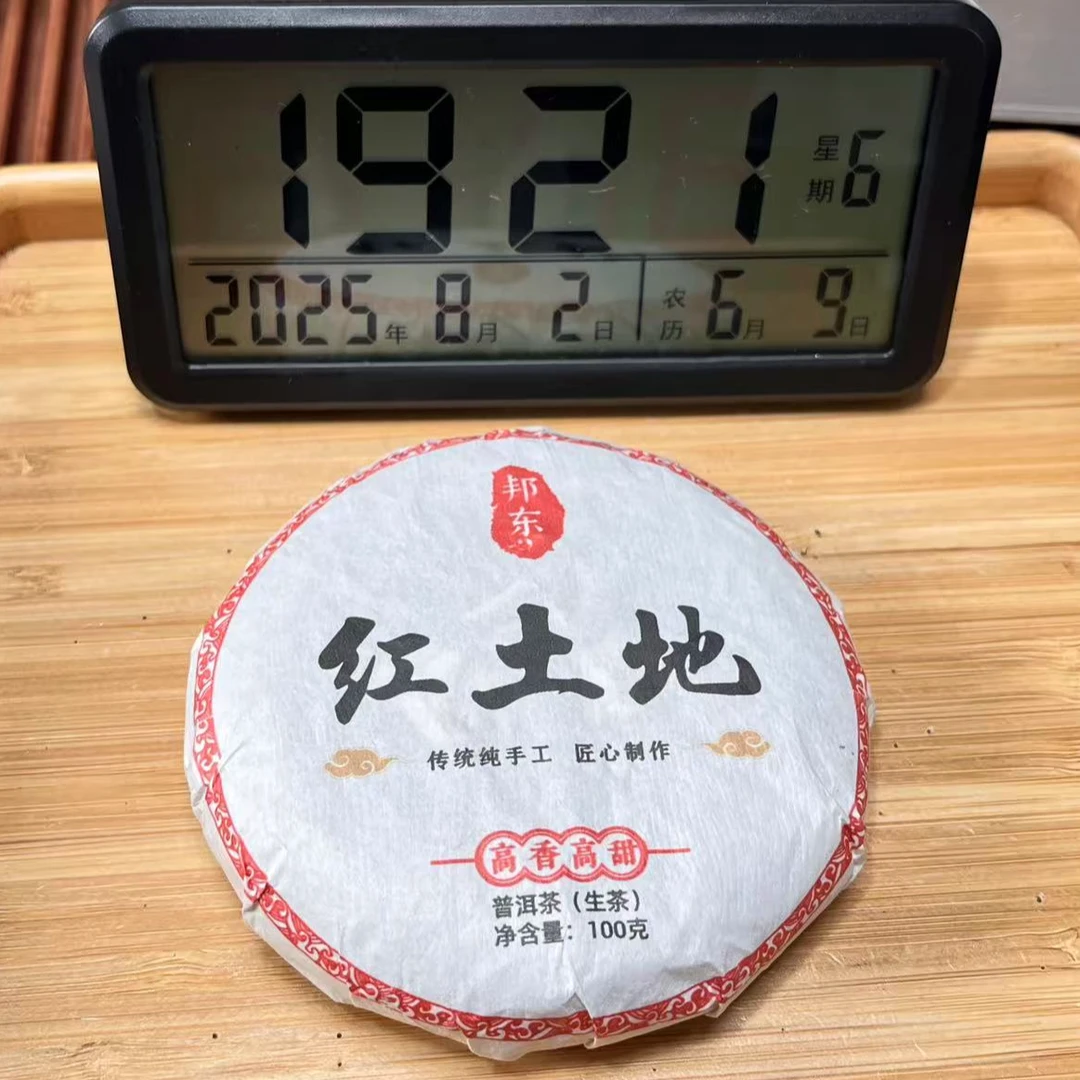 1921
星期6
2025年 8月 2日
农历 6月 9日
邦东
红土地
传统纯手工 匠心制作
高香高甜
普洱茶（生茶）
净含量：100克